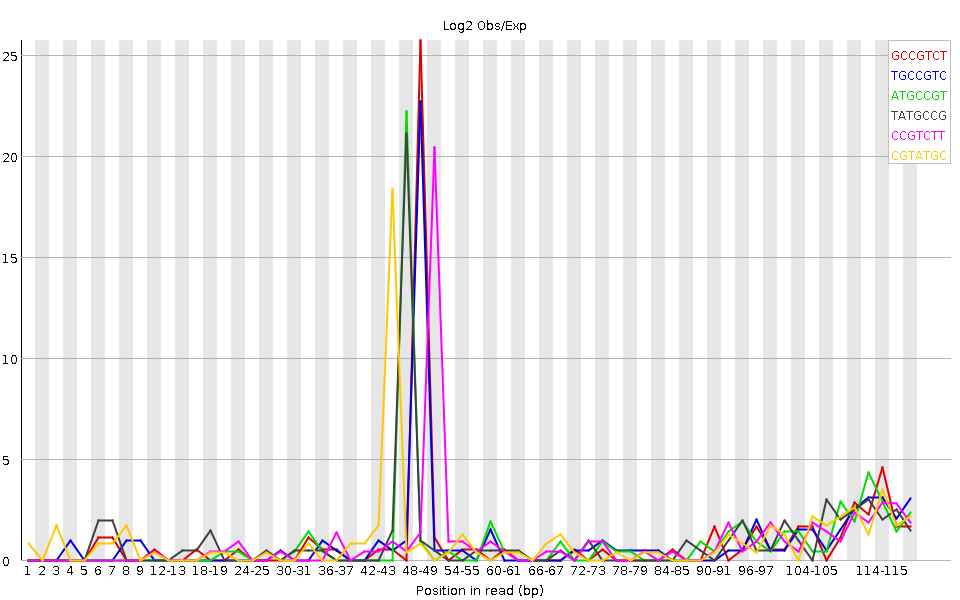 Log2 Obs/Exp
25
20
15
10
5
0
GCCGTCT
TGCCGTC
ATGCCGT
TATGCCG
CCGTCTT
CGTATGC
1 2 3 4 5 6 7 8 9 12-13 18-19 24-25 30-31 36-37 42-43 48-49 54-55 60-61 66-67 72-73 78-79 84-85 90-91 96-97 104-105 114-115
Position in read (bp)